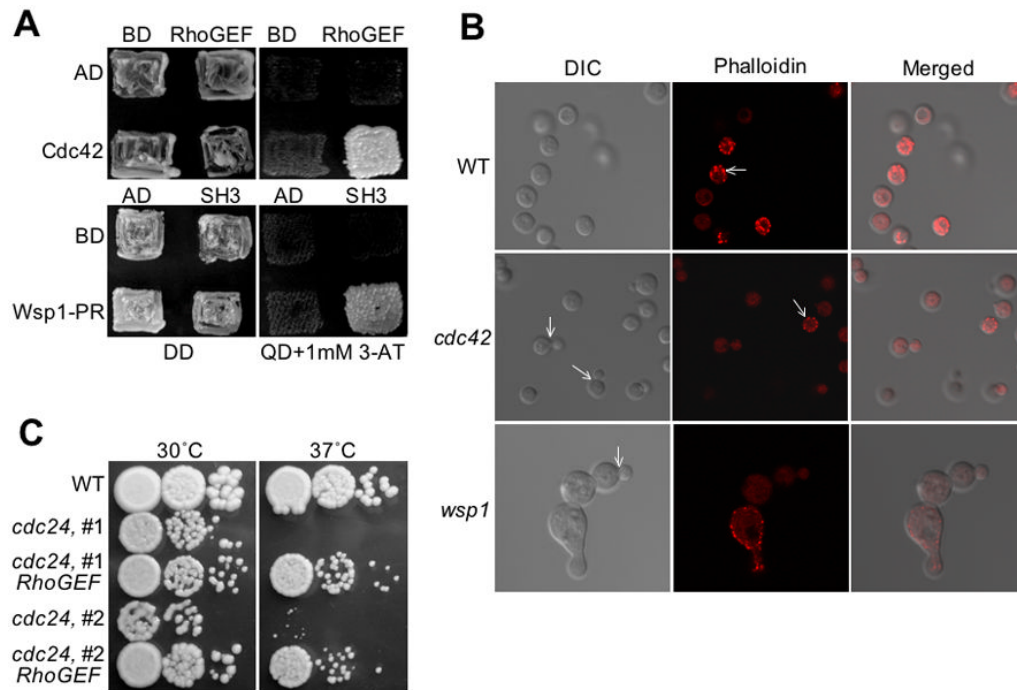 A
BD RhoGEF BD RhoGEF
AD
Cdc42
AD SH3 AD SH3
BD
Wsp1-PR
DD QD+1mM 3-AT
B
DIC Phalloidin Merged
WT
cdc42
wsp1
C
30°C 37°C
WT
cdc24, #1
cdc24, #1
RhoGEF
cdc24, #2
cdc24, #2
RhoGEF